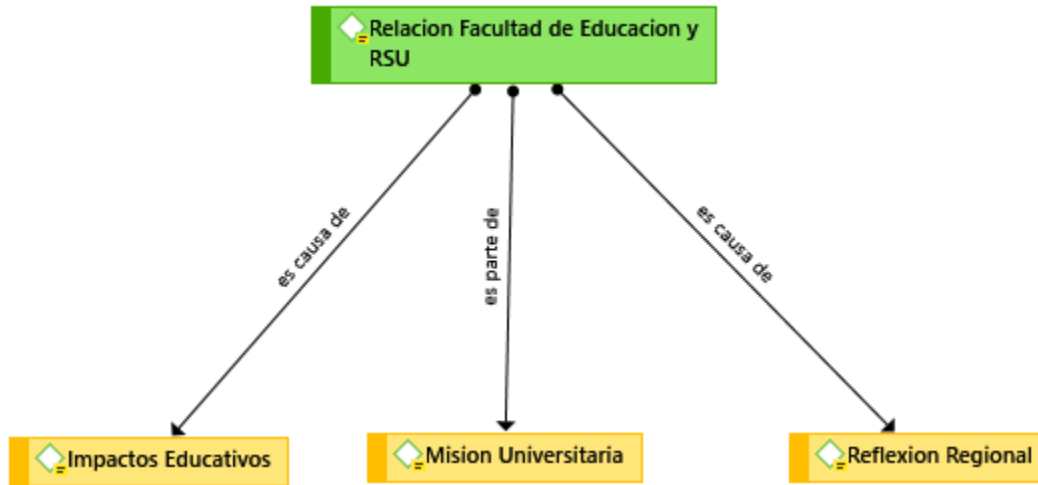 Relacion Facultad de Educacion y
RSU
es causa de
es parte de
es causa de
Impactos Educativos
Mision Universitaria
Reflexion Regional